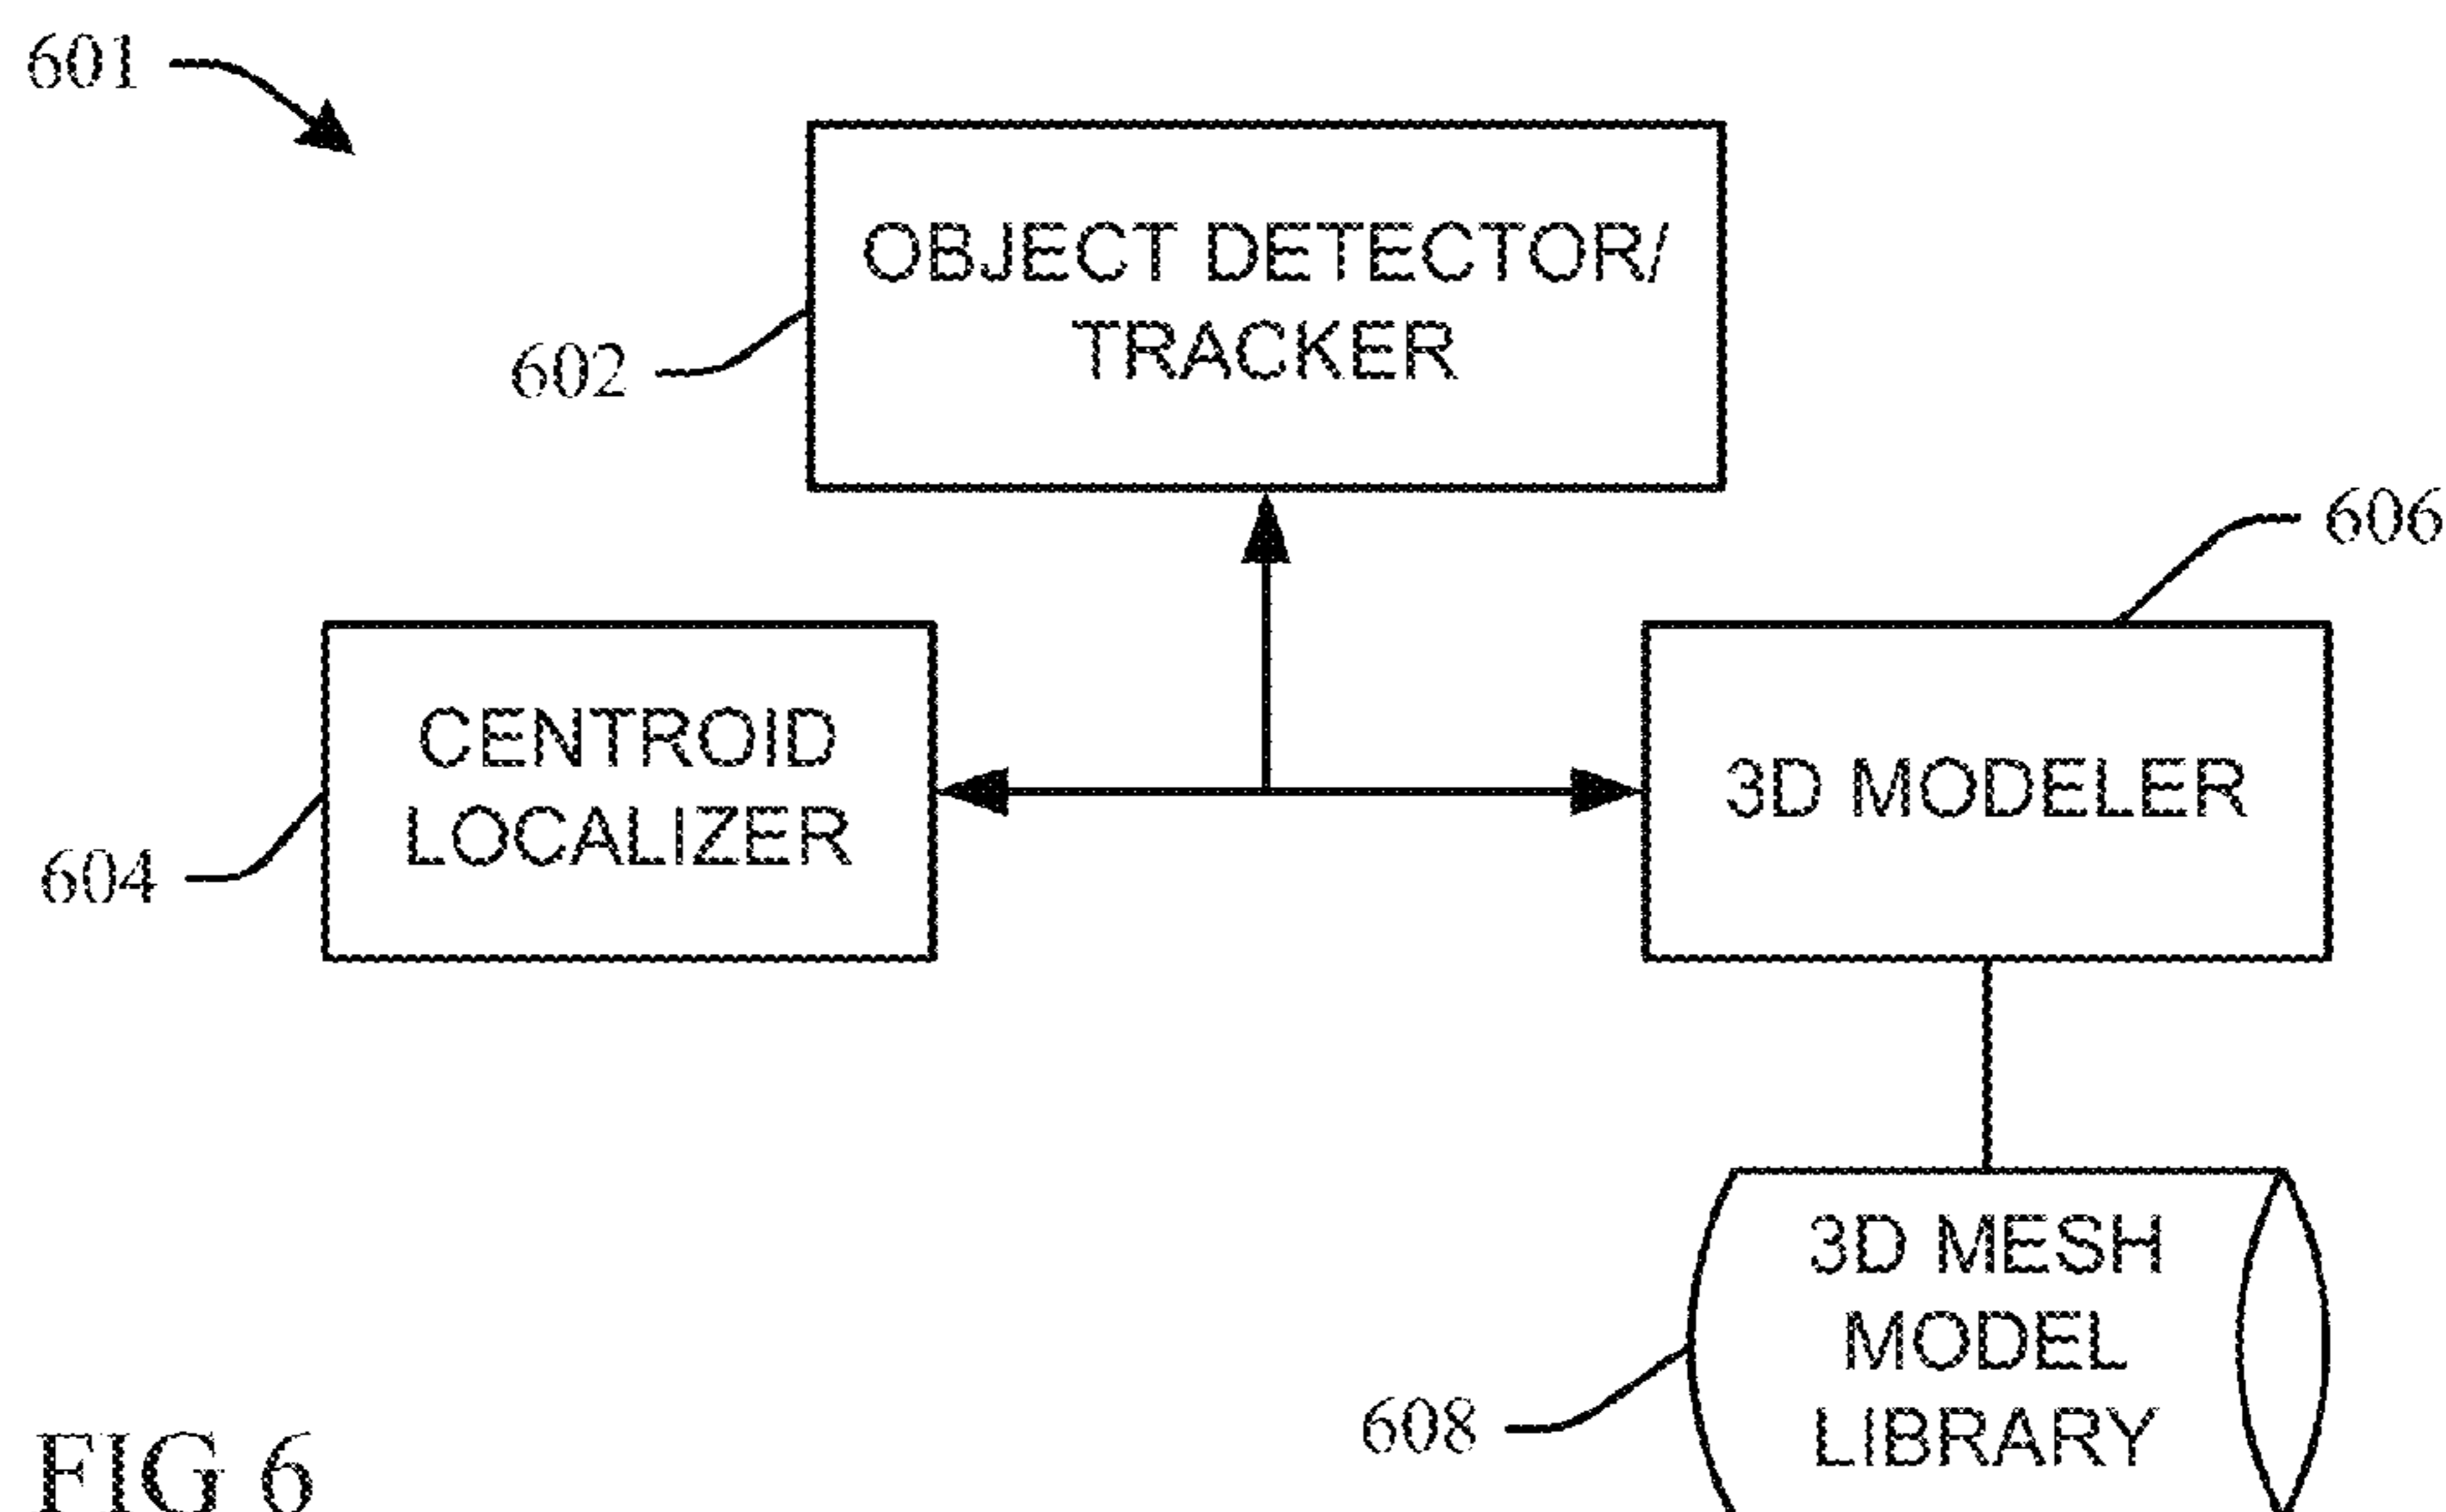 601
OBJECT DETECTOR/
TRACKER
602
606
CENTROID
LOCALIZER
3D MODELER
604
3D MESH
MODEL
LIBRARY
608
FIG 6